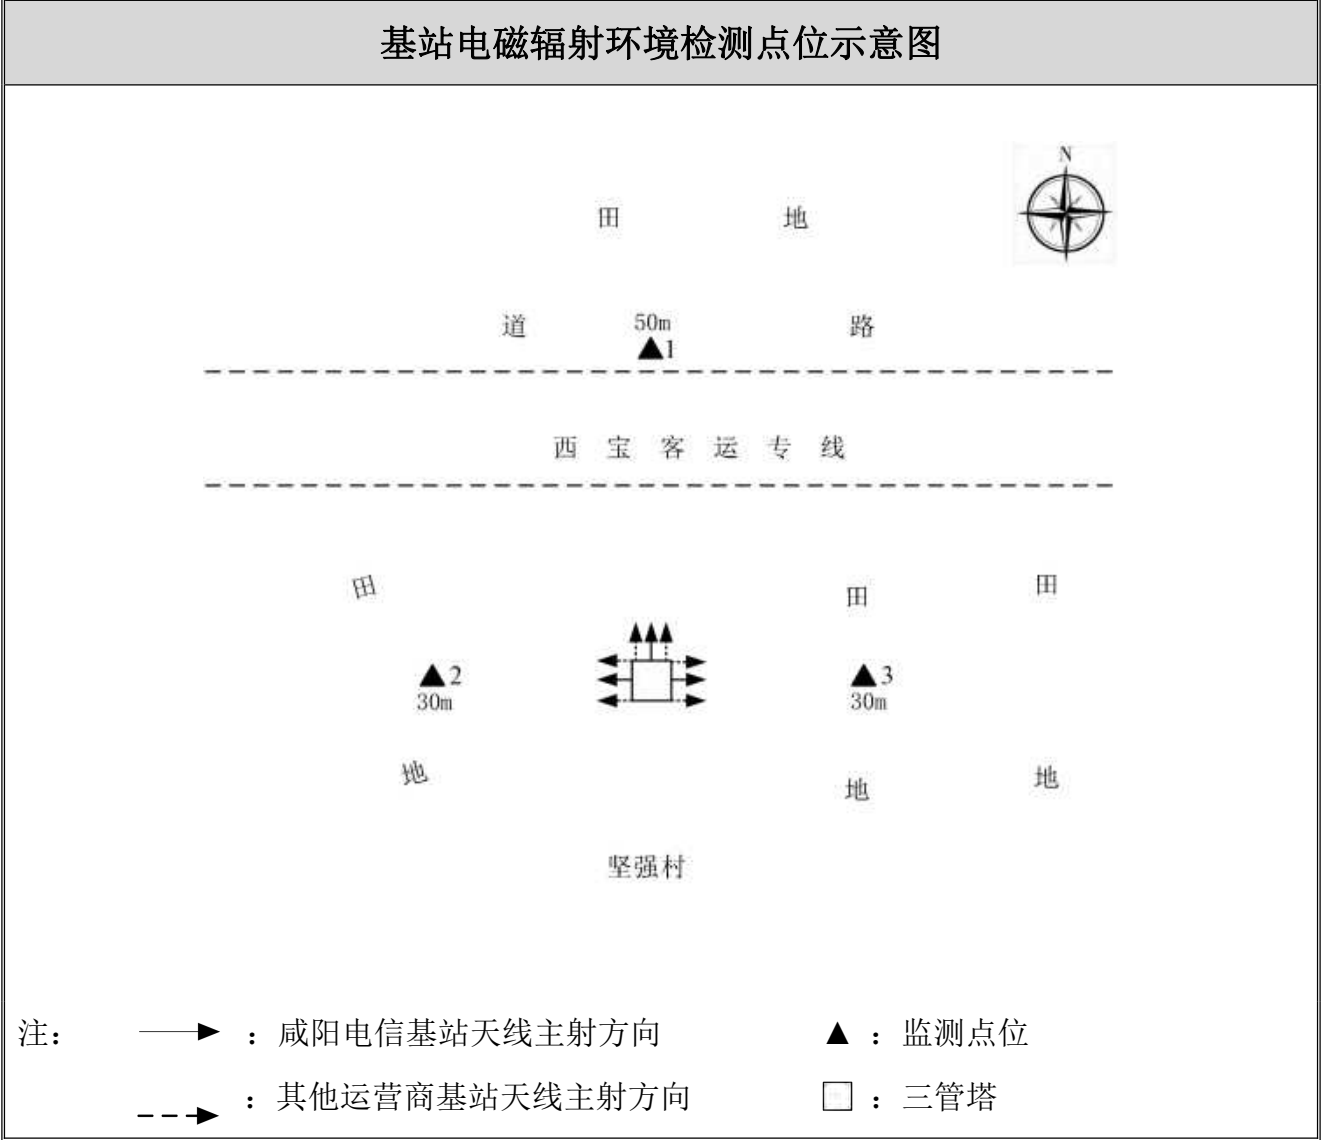 基站电磁辐射环境检测点位示意图
N
田 地
道 50m 路
▲1
西宝客运专线
田 田 田
▲2 ▲3
30m 30m
地 地 地
坚强村
注： ：咸阳电信基站天线主射方向 ▲：监测点位
：其他运营商基站天线主射方向 □：三管塔